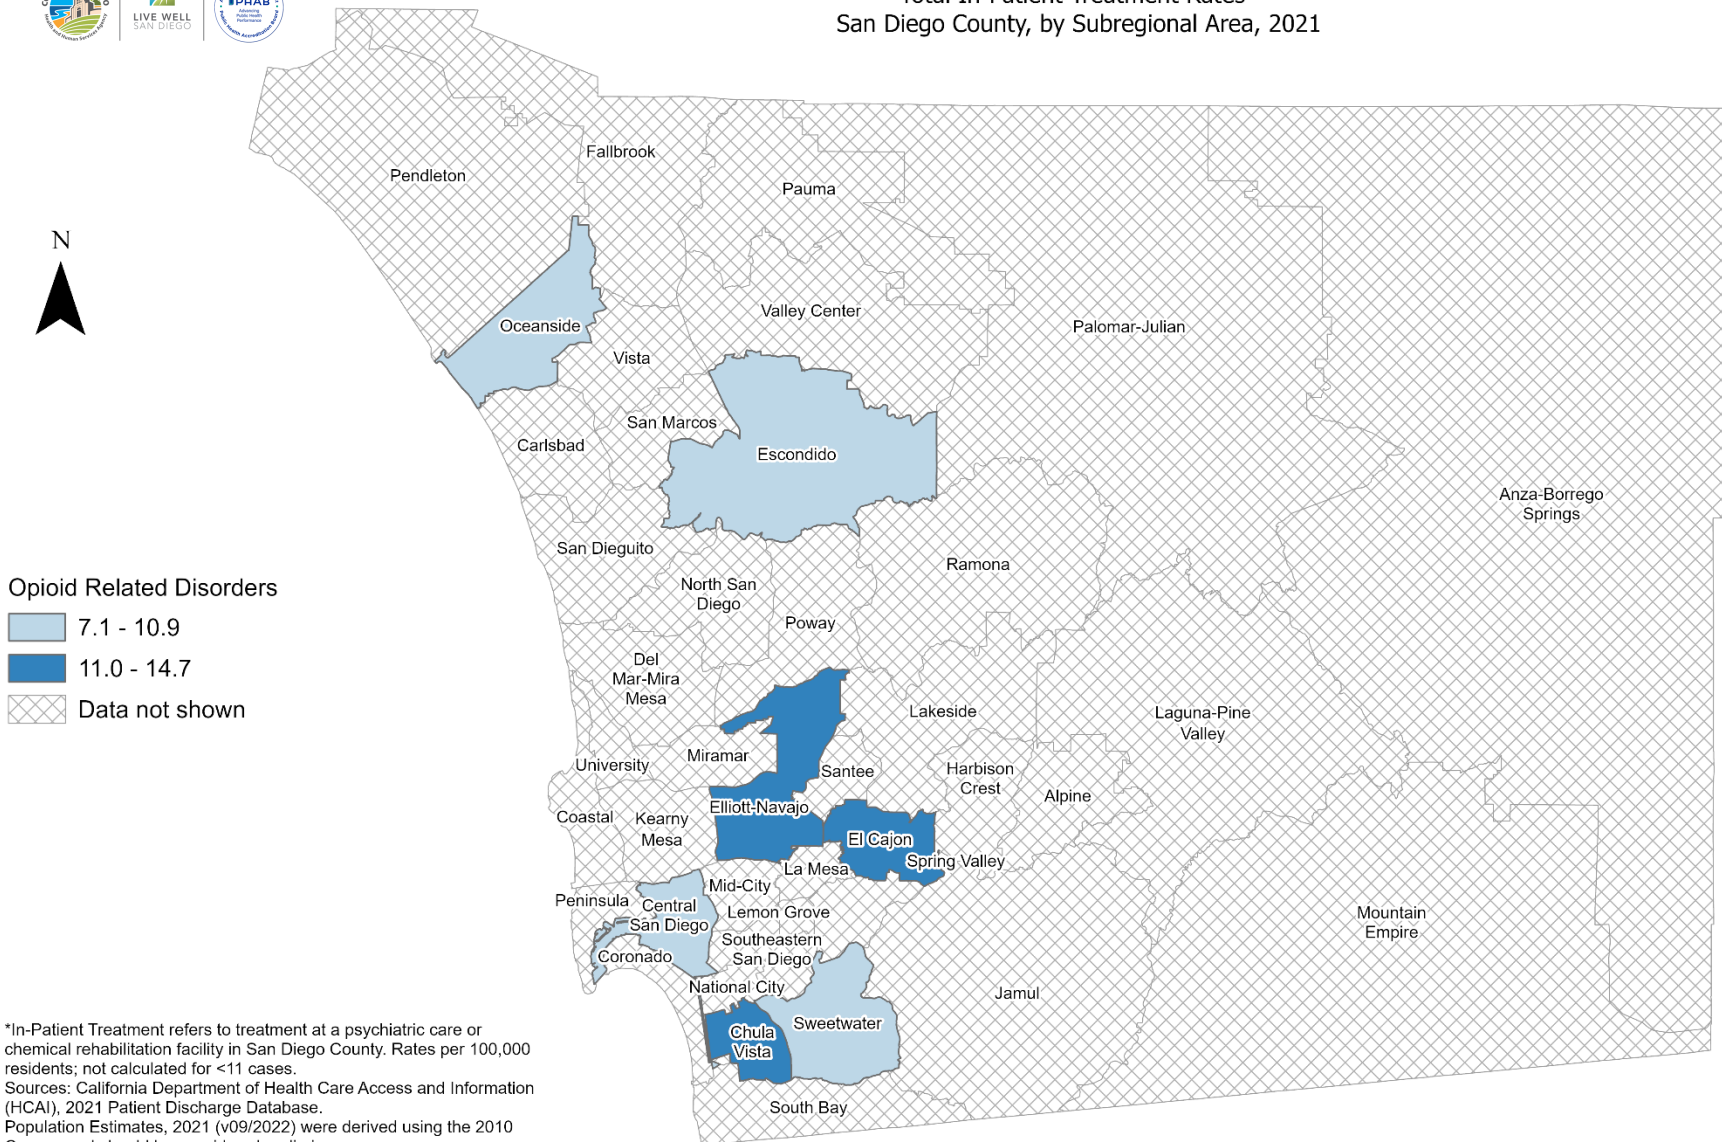 LIVE WELL
SAN DIEGO
PHAB
Advancing
Public Health
Performance
Total In-Patient Treatment Rates
San Diego County, by Subregional Area, 2021
N
Pendleton
Fallbrook
Pauma
Oceanside
Valley Center
Palomar-Julian
Vista
San Marcos
Carlsbad
Escondido
Anza-Borrego
Springs
San Dieguito
Ramona
North San
Diego
Poway
Del
Mar-Mira
Mesa
Lakeside
Laguna-Pine
Valley
Miramar
University
Santee
Harbison
Crest
Alpine
Elliott-Navajo
Coastal
Kearny
Mesa
El Cajon
Spring Valley
La Mesa
Mid-City
Peninsula
Central
San Diego
Lemon Grove
Mountain
Empire
Southeastern
San Diego
Coronado
National City
Jamul
Sweetwater
Chula
Vista
South Bay
Opioid Related Disorders
7.1 - 10.9
11.0 - 14.7
Data not shown
*In-Patient Treatment refers to treatment at a psychiatric care or
chemical rehabilitation facility in San Diego County. Rates per 100,000
residents; not calculated for <11 cases.
Sources: California Department of Health Care Access and Information
(HCAI), 2021 Patient Discharge Database.
Population Estimates, 2021 (v09/2022) were derived using the 2010